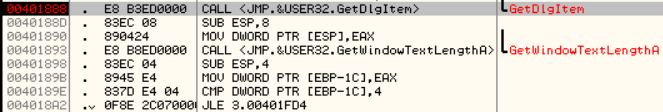 00401888 . E8 B3ED0000 CALL <JMP.&USER32.GetDlgItem> GetDlgItem
0040188D . 83EC 08 SUB ESP,8
00401890 . 890424 MOV DWORD PTR [ESP],EAX
00401893 . E8 B8ED0000 CALL <JMP.&USER32.GetWindowTextLengthA> GetWindowTextLengthA
00401898 . 83EC 04 SUB ESP,4
0040189B . 8945 E4 MOV DWORD PTR [EBP-1C],EAX
0040189E . 837D E4 04 CMP DWORD PTR [EBP-1C],4
004018A2 .v 0F8E 2C070000 JLE 3.00401FD4